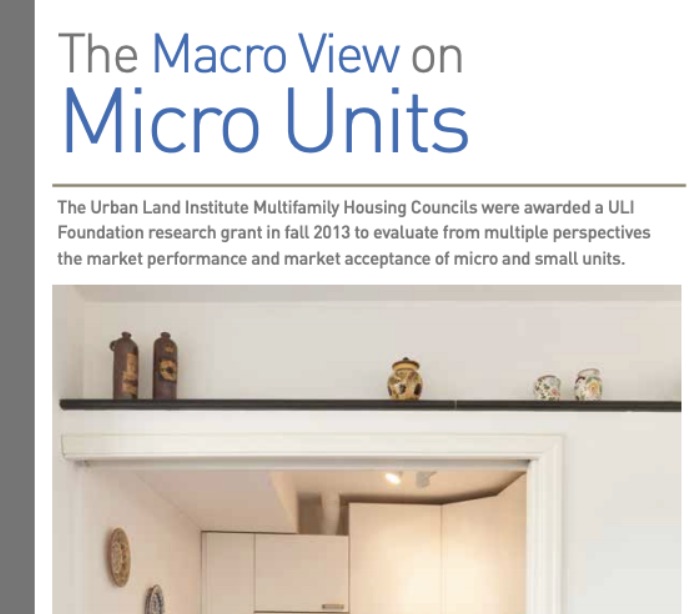 The Macro View on
Micro Units
The Urban Land Institute Multifamily Housing Councils were awarded a ULI
Foundation research grant in fall 2013 to evaluate from multiple perspectives
the market performance and market acceptance of micro and small units.